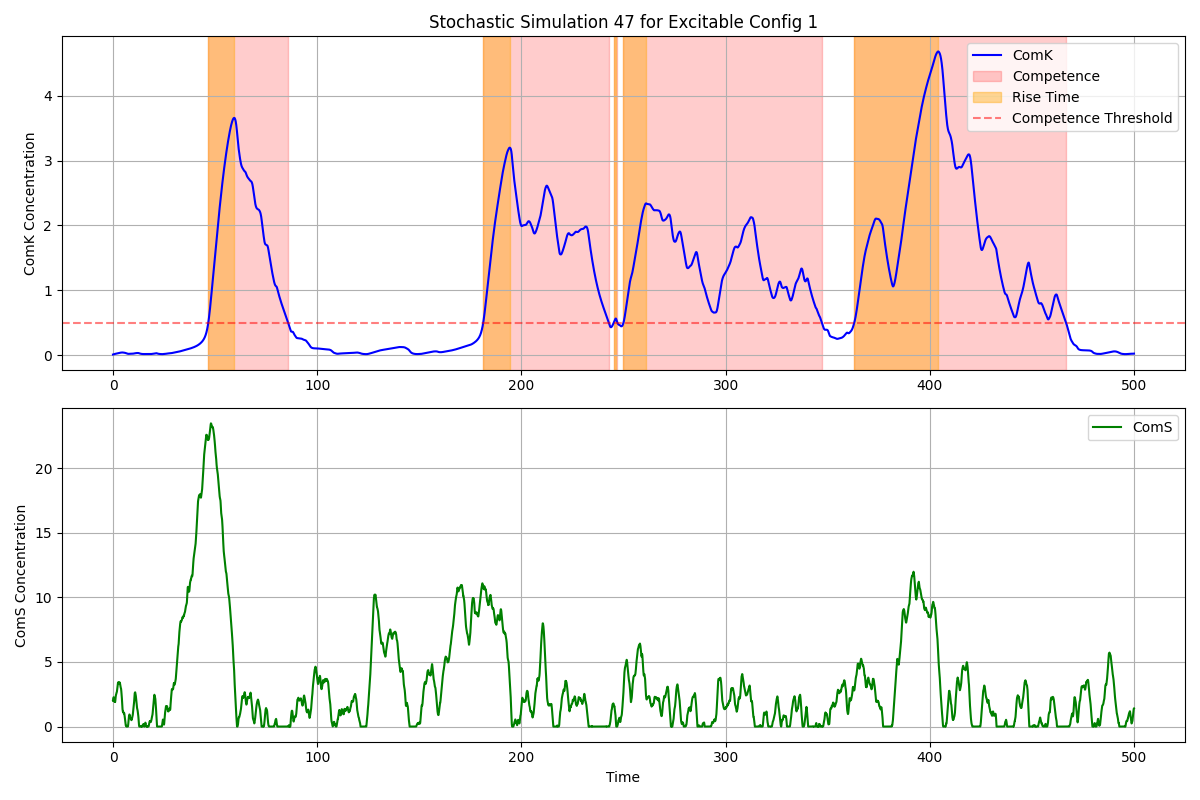 Stochastic Simulation 47 for Excitable Config 1
ComK Concentration
4
3
2
1
0
0
100
200
300
400
500
ComK
Competence
Rise Time
Competence Threshold
ComS Concentration
20
15
10
5
0
0
100
200
300
400
500
ComS
Time